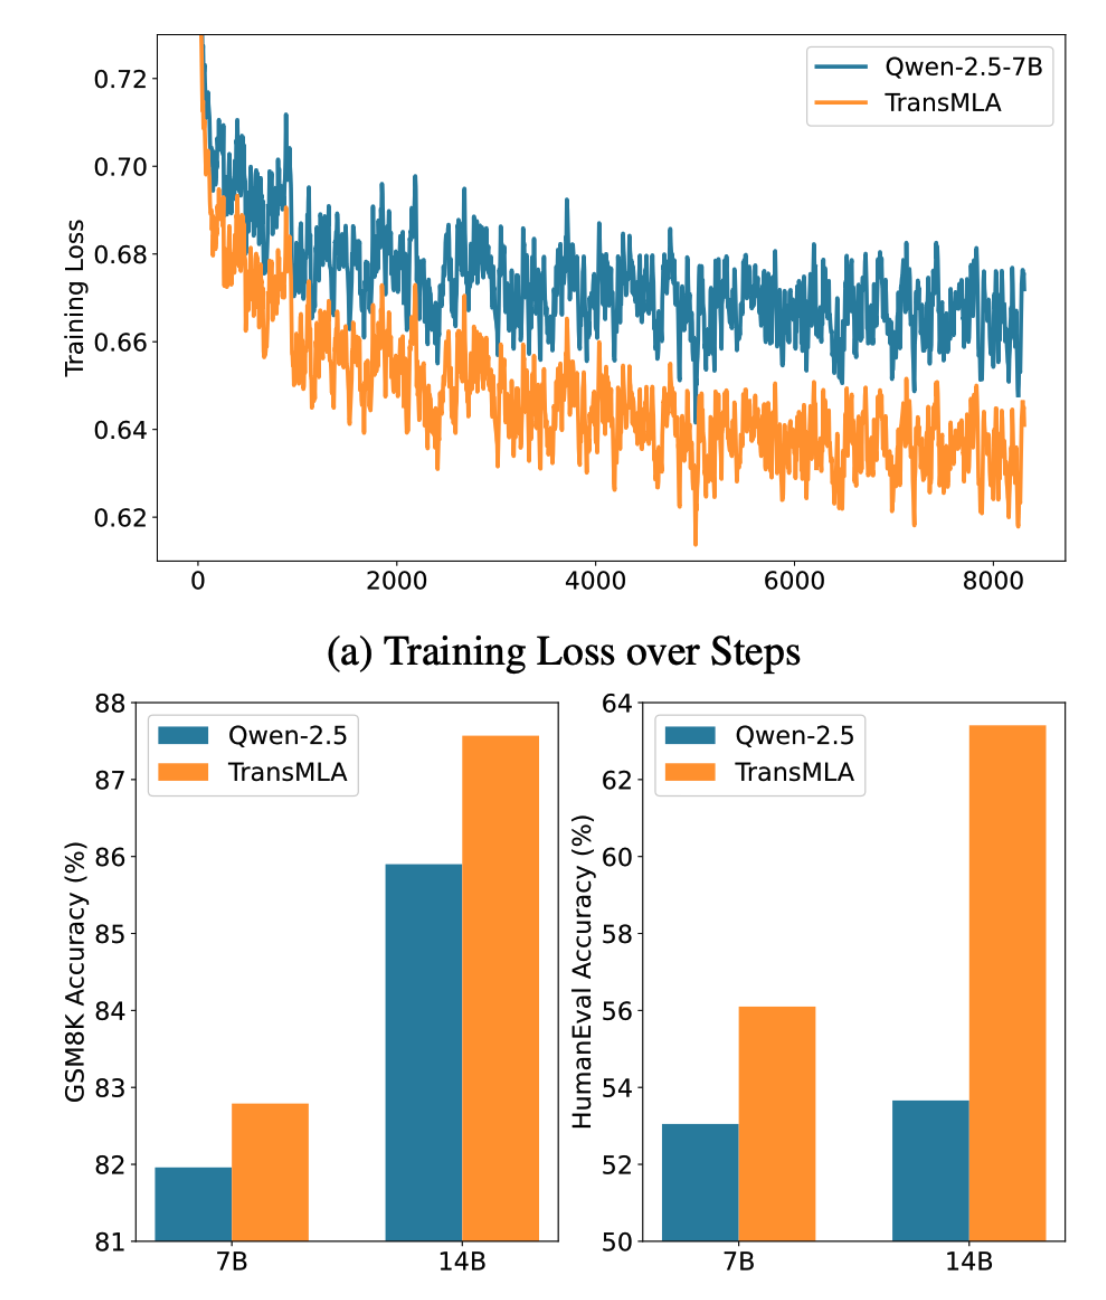 Training Loss
0.72
0.70
0.68
0.66
0.64
0.62
Qwen-2.5-7B
TransMLA
0 2000 4000 6000 8000
(a) Training Loss over Steps
GSM8K Accuracy (%)
88
87
86
85
84
83
82
81
Qwen-2.5
TransMLA
7B 14B
HumanEval Accuracy (%)
64
62
60
58
56
54
52
50
Qwen-2.5
TransMLA
7B 14B